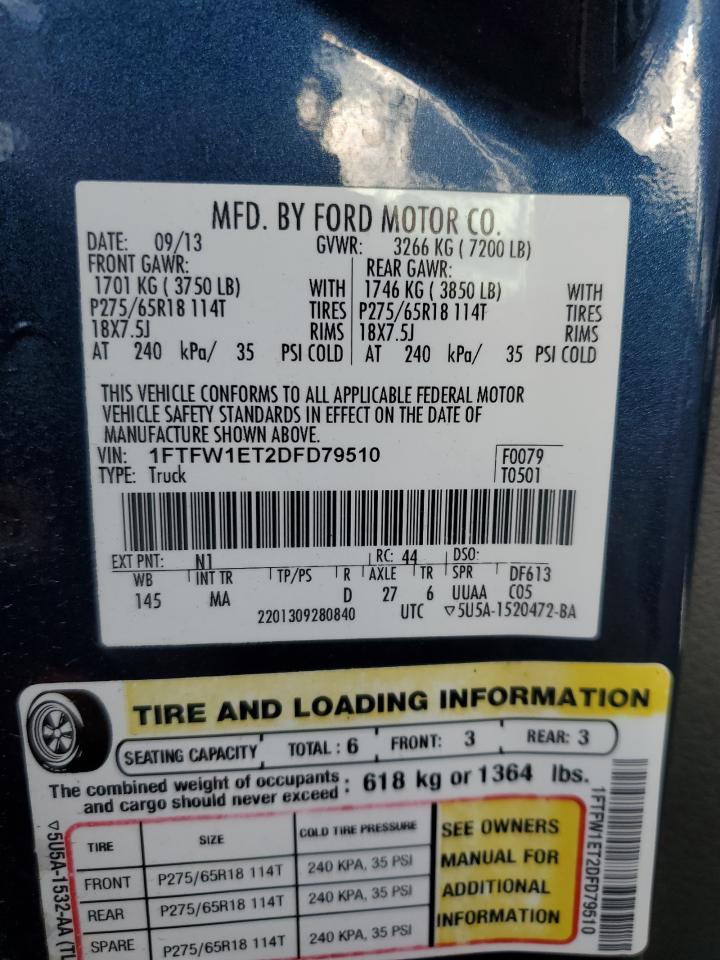 MFD. BY FORD MOTOR CO.
DATE: 09/13 GVWR: 3266 KG ( 7200 LB)
FRONT GAWR: REAR GAWR:
1701 KG ( 3750 LB) WITH 1746 KG ( 3850 LB) WITH
P275/65R18 114T TIRES P275/65R18 114T TIRES
18X7.5J RIMS 18X7.5J RIMS
AT 240 kPa/ 35 PSI COLD AT 240 kPa/ 35 PSI COLD
THIS VEHICLE CONFORMS TO ALL APPLICABLE FEDERAL MOTOR
VEHICLE SAFETY STANDARDS IN EFFECT ON THE DATE OF
MANUFACTURE SHOWN ABOVE.
VIN: 1FTFW1ET2DFD79510 F0079
TYPE: Truck T0501
EXT PNT: N1 RC: 44 DSO:
WB INT TR TP/PS R AXLE TR SPR DF613
145 MA D 27 6 UUAA C05
2201309280840 UTC ▽5U5A-1520472-BA
TIRE AND LOADING INFORMATION
SEATING CAPACITY TOTAL : 6 FRONT: 3 REAR: 3
The combined weight of occupants : 618 kg or 1364 lbs.
and cargo should never exceed
TIRE SIZE COLD TIRE PRESSURE
FRONT P275/65R18 114T 240 KPA, 35 PSI
REAR P275/65R18 114T 240 KPA, 35 PSI
SPARE P275/65R18 114T 240 KPA, 35 PSI
SEE OWNERS
MANUAL FOR
ADDITIONAL
INFORMATION
▽5U5A-1532-AA (TL
1FTFW1ET2DFD79510